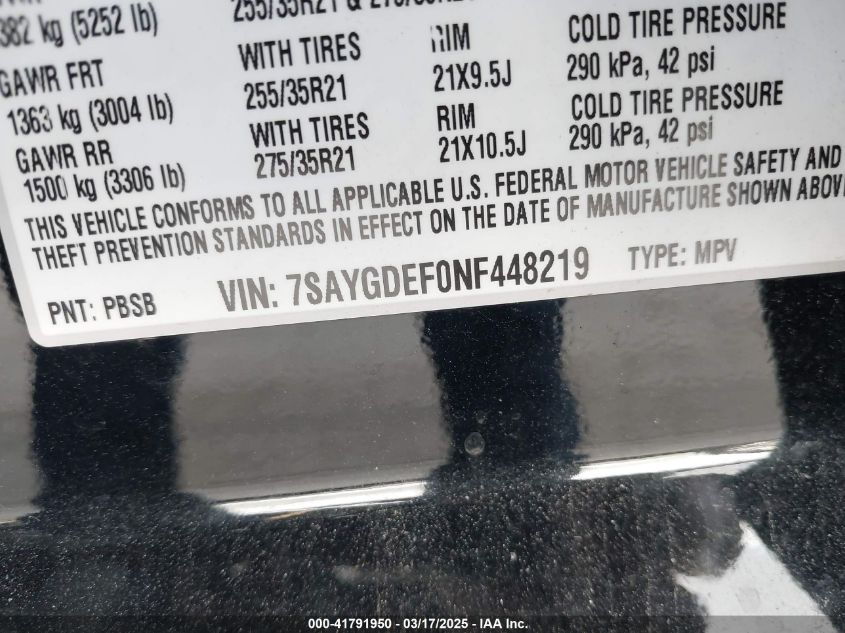 382 kg (5252 lb)
GAWR FRT WITH TIRES RIM COLD TIRE PRESSURE
1363 kg (3004 lb) 255/35R21 21X9.5J 290 kPa, 42 psi
GAWR RR WITH TIRES RIM COLD TIRE PRESSURE
1500 kg (3306 lb) 275/35R21 21X10.5J 290 kPa, 42 psi
THIS VEHICLE CONFORMS TO ALL APPLICABLE U.S. FEDERAL MOTOR VEHICLE SAFETY AND
THEFT PREVENTION STANDARDS IN EFFECT ON THE DATE OF MANUFACTURE SHOWN ABOV
PNT: PBSB VIN: 7SAYGDEF0NF448219 TYPE: MPV
000-41791950 - 03/17/2025 - IAA Inc.